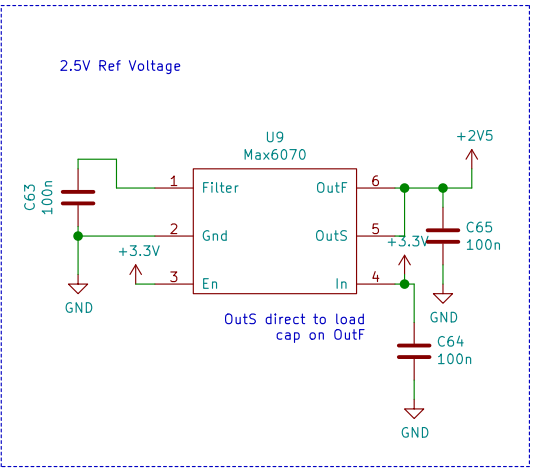 2.5V Ref Voltage
U9
Max6070
+2V5
C63
100n
1
Filter
OutF
6
2
Gnd
OutS
5
C65
100n
+3.3V
+3.3V
3
En
In
4
GND
GND
OutS direct to load
cap on OutF
C64
100n
GND